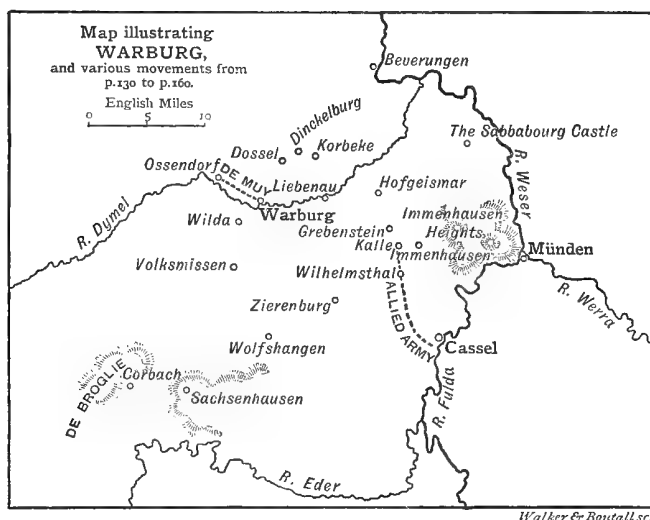 Map illustrating
WARBURG,
and various movements from
p.130 to p.160.
English Miles
0 5 10
Beverungen
The Sabbabourg Castle
Dinckelburg
Dossel
Korbeke
Ossendorf
DE MUY
Liebenau
Hofgeismar
R. Weser
R. Dymel
Warburg
Wilda
Immenhausen
Heights
Grebenstein
Kalle
Immenhausen
Münden
Volksmissen
Wilhelmsthal
R. Werra
Zierenburg
ALLIED ARMY
Wolfshangen
Cassel
DE BROGLIE
Corbach
Sachsenhausen
R. Fulda
R. Eder
Walker & Boutall sc